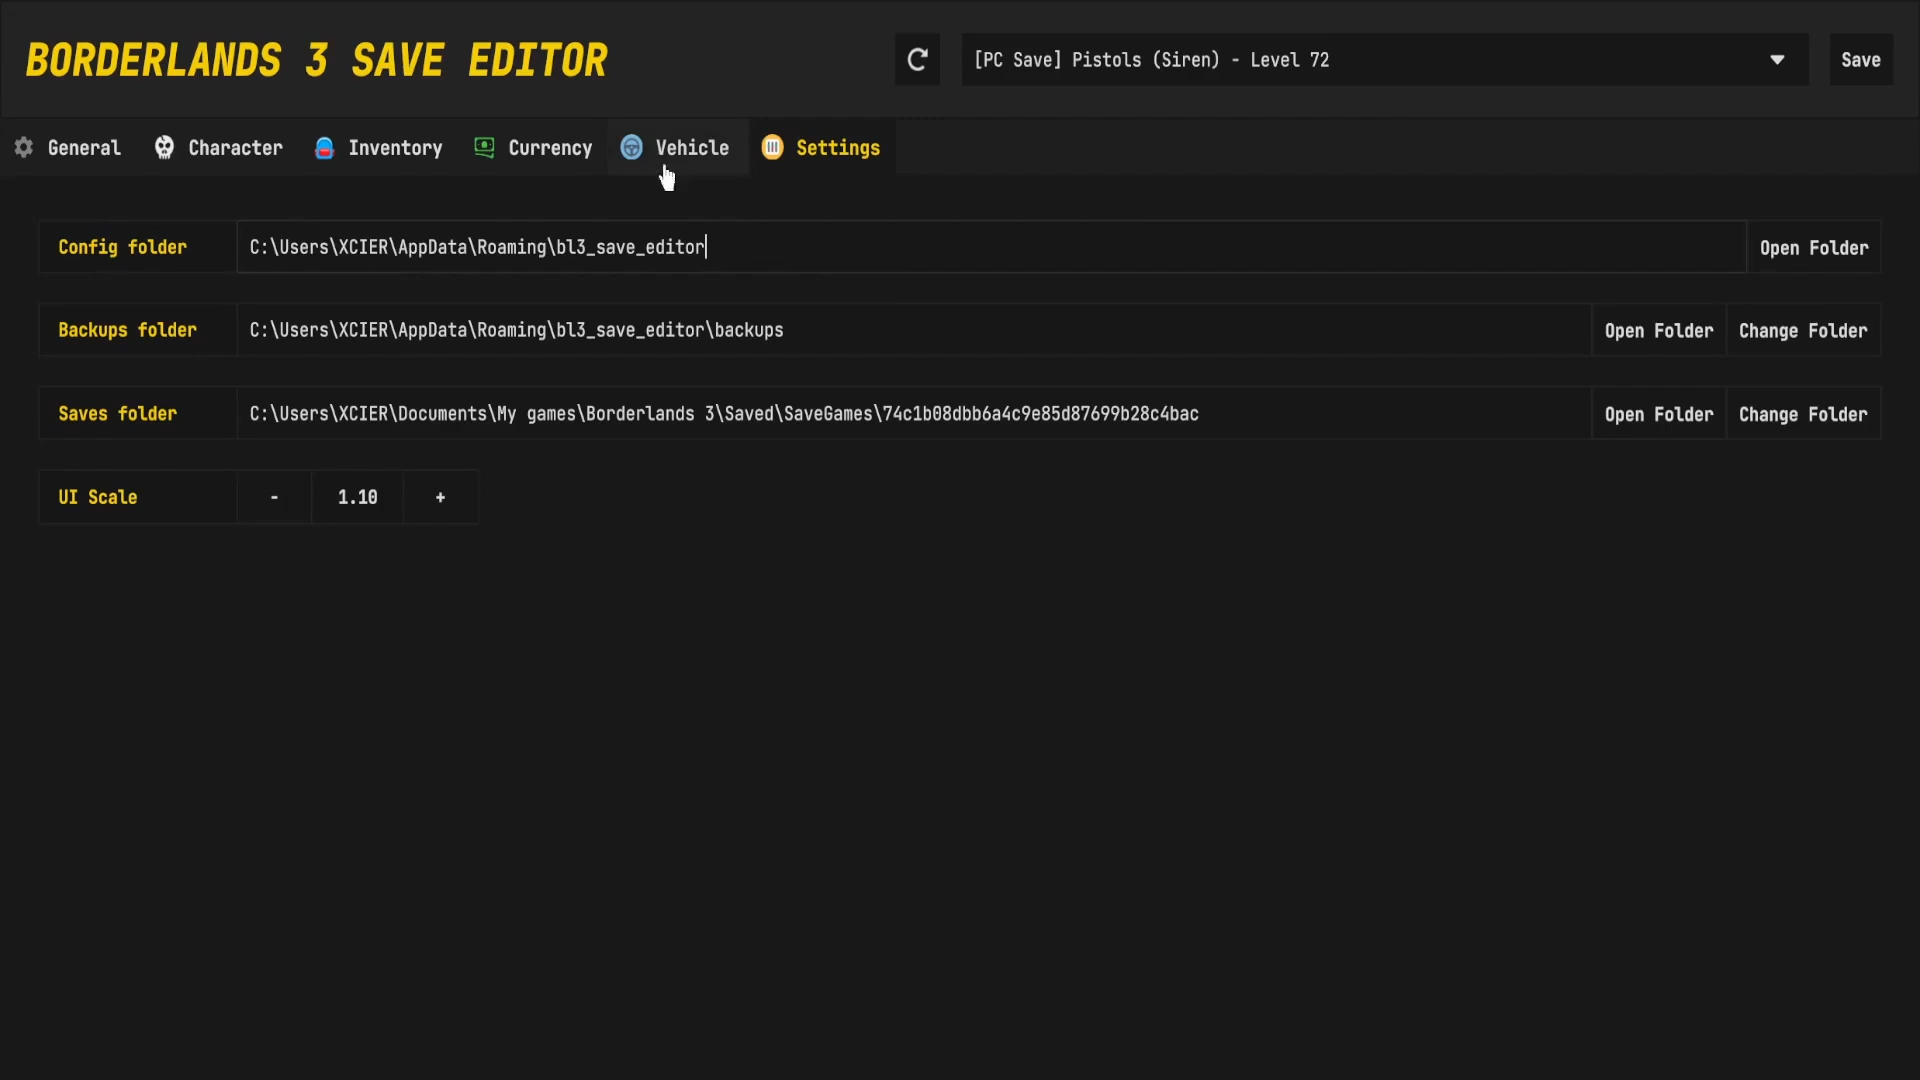 BORDERLANDS 3 SAVE EDITOR
[PC Save] Pistols (Siren) - Level 72
Save
General
Character
Inventory
Currency
Vehicle
Settings
Config folder
C:\Users\XCIER\AppData\Roaming\bl3_save_editor
Open Folder
Backups folder
C:\Users\XCIER\AppData\Roaming\bl3_save_editor\backups
Open Folder
Change Folder
Saves folder
C:\Users\XCIER\Documents\My games\Borderlands 3\Saved\SaveGames\74c1b08dbb6a4c9e85d87699b28c4bac
Open Folder
Change Folder
UI Scale
-
1.10
+